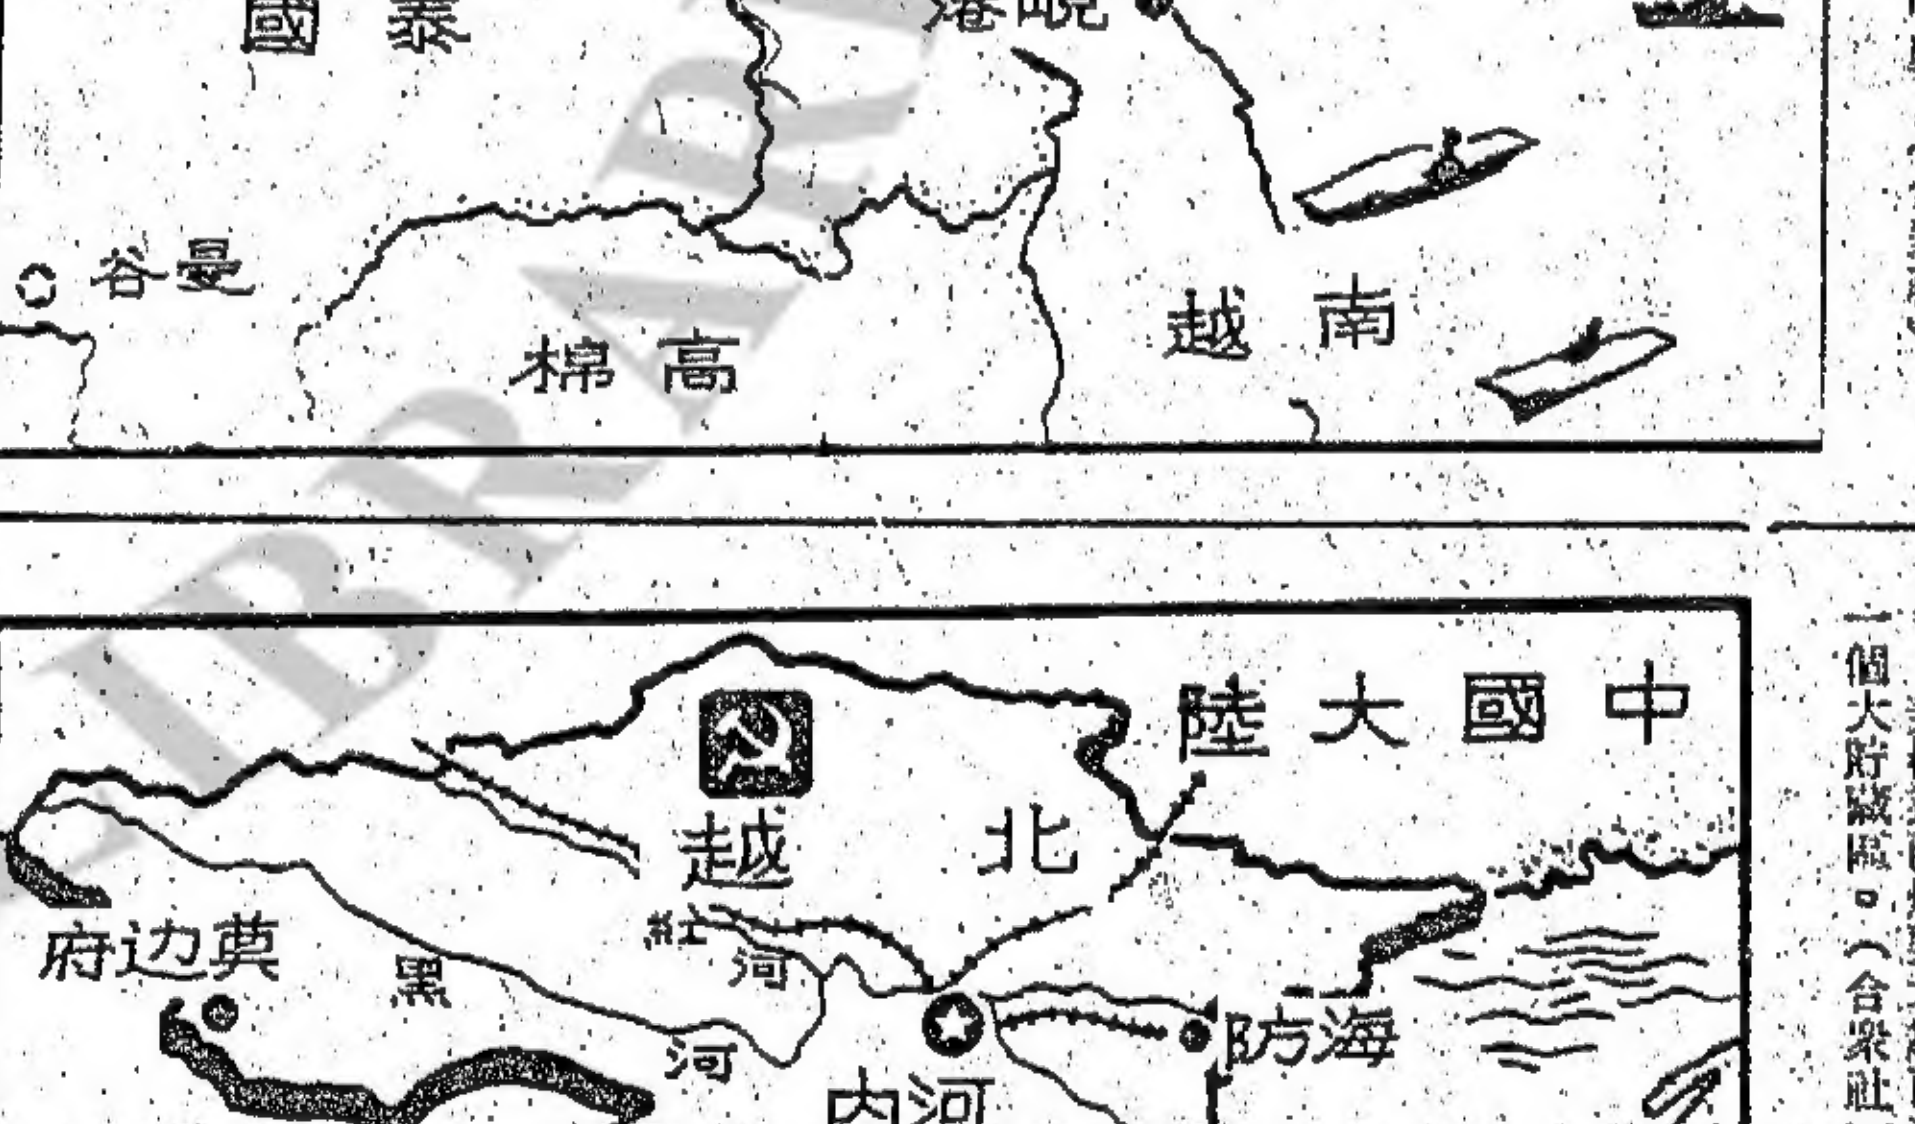 泰國
峴港
曼谷
高棉
南越
中國大陸
北越
紅河
奠边府
黑河
海防
河内
一個大貯藏區。(合衆社
IBRAR